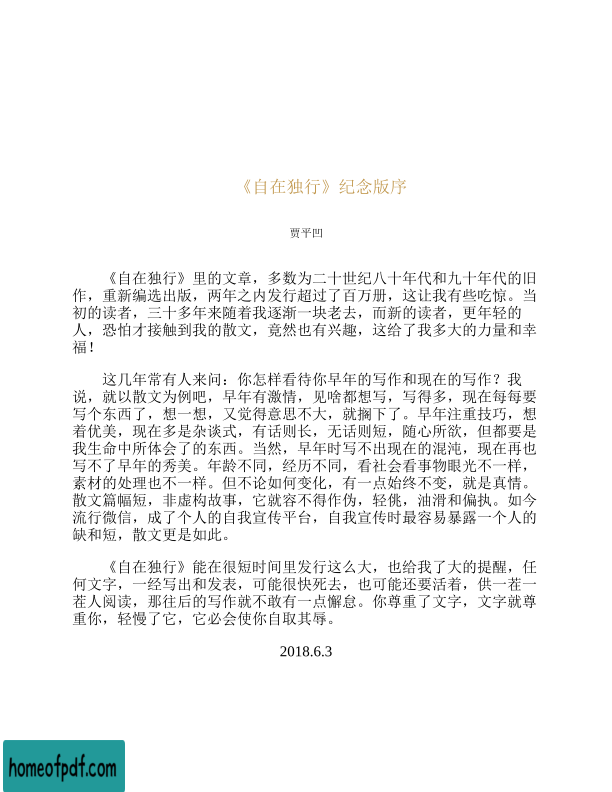 《自在独行》纪念版序
贾平凹
《自在独行》里的文章，多数为二十世纪八十年代和九十年代的旧
作，重新编选出版，两年之内发行超过了百万册，这让我有些吃惊。当
初的读者，三十多年来随着我逐渐一块老去，而新的读者，更年轻的
人，恐怕才接触到我的散文，竟然也有兴趣，这给了我多大的力量和幸
福！
这几年常有人来问：你怎样看待你早年的写作和现在的写作？我
说，就以散文为例吧，早年有激情，见啥都想写，写得多，现在每每要
写个东西了，想一想，又觉得意思不大，就搁下了。早年注重技巧，想
着优美，现在多是杂谈式，有话则长，无话则短，随心所欲，但都要是
我生命中所体会了的东西。当然，早年时写不出现在的混沌，现在再也
写不了早年的秀美。年龄不同，经历不同，看社会看事物眼光不一样，
素材的处理也不一样。但不论如何变化，有一点始终不变，就是真情。
散文篇幅短，非虚构故事，它就容不得作伪，轻佻，油滑和偏执。如今
流行微信，成了个人的自我宣传平台，自我宣传时最容易暴露一个人的
缺和短，散文更是如此。
《自在独行》能在很短时间里发行这么大，也给我了大的提醒，任
何文字，一经写出和发表，可能很快死去，也可能还要活着，供一茬一
茬人阅读，那往后的写作就不敢有一点懈怠。你尊重了文字，文字就尊
重你，轻慢了它，它必会使你自取其辱。
2018.6.3
homeofpdf.com